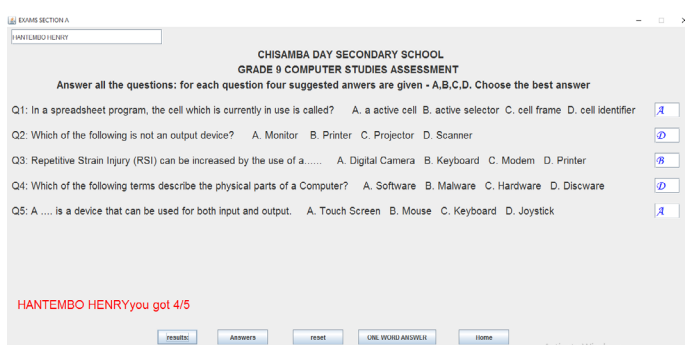 EXAMS SECTION A
HANTEMBO HENRY
CHISAMBA DAY SECONDARY SCHOOL
GRADE 9 COMPUTER STUDIES ASSESSMENT
Answer all the questions: for each question four suggested anwers are given - A,B,C,D. Choose the best answer
Q1: In a spreadsheet program, the cell which is currently in use is called? A. a active cell B. active selector C. cell frame D. cell identifier A
Q2: Which of the following is not an output device? A. Monitor B. Printer C. Projector D. Scanner D
Q3: Repetitive Strain Injury (RSI) can be increased by the use of a...... A. Digital Camera B. Keyboard C. Modem D. Printer B
Q4: Which of the following terms describe the physical parts of a Computer? A. Software B. Malware C. Hardware D. Discware D
Q5: A .... is a device that can be used for both input and output. A. Touch Screen B. Mouse C. Keyboard D. Joystick A
HANTEMBO HENRYyou got 4/5
results: Answers reset ONE WORD ANSWER Home